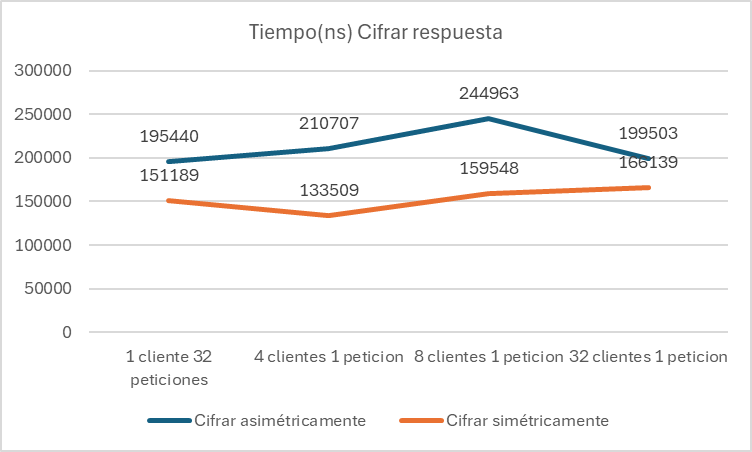 Tiempo(ns) Cifrar respuesta
300000
250000
200000
150000
100000
50000
0
195440
210707
244963
199503
151189
133509
159548
166139
1 cliente 32
peticiones
4 clientes 1 peticion
8 clientes 1 peticion
32 clientes 1 peticion
Cifrar asimétricamente
Cifrar simétricamente